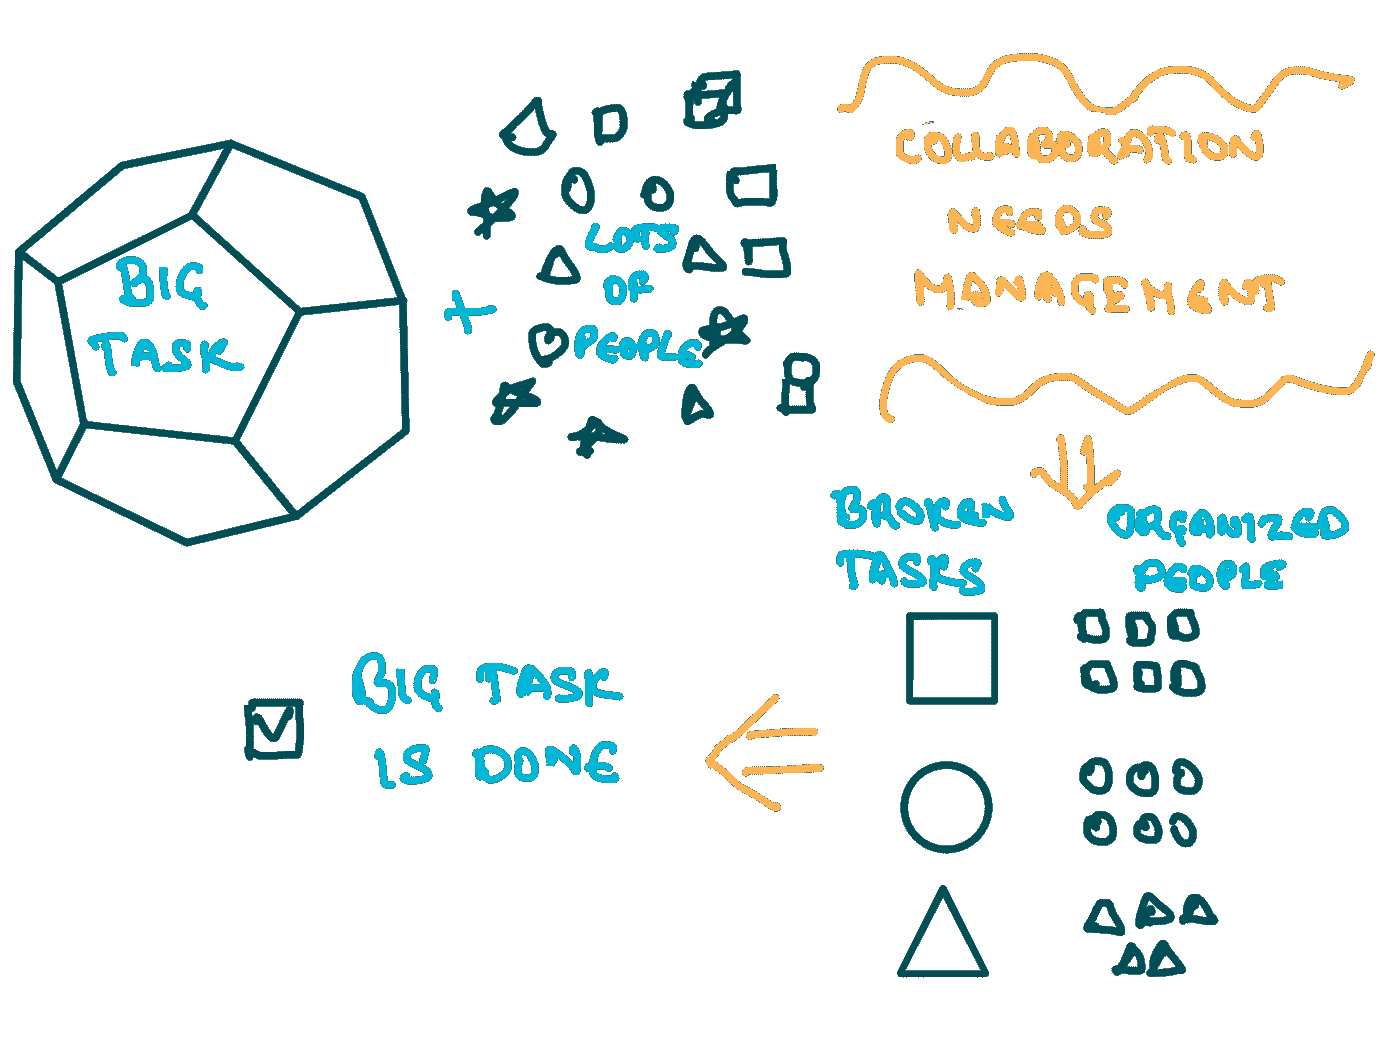 BIG
TASK
+
LOTS
OF
PEOPLE
COLLABORATION
NEEDS
MANAGEMENT
BROKEN
TASKS
ORGANIZED
PEOPLE
BIG TASK
IS DONE